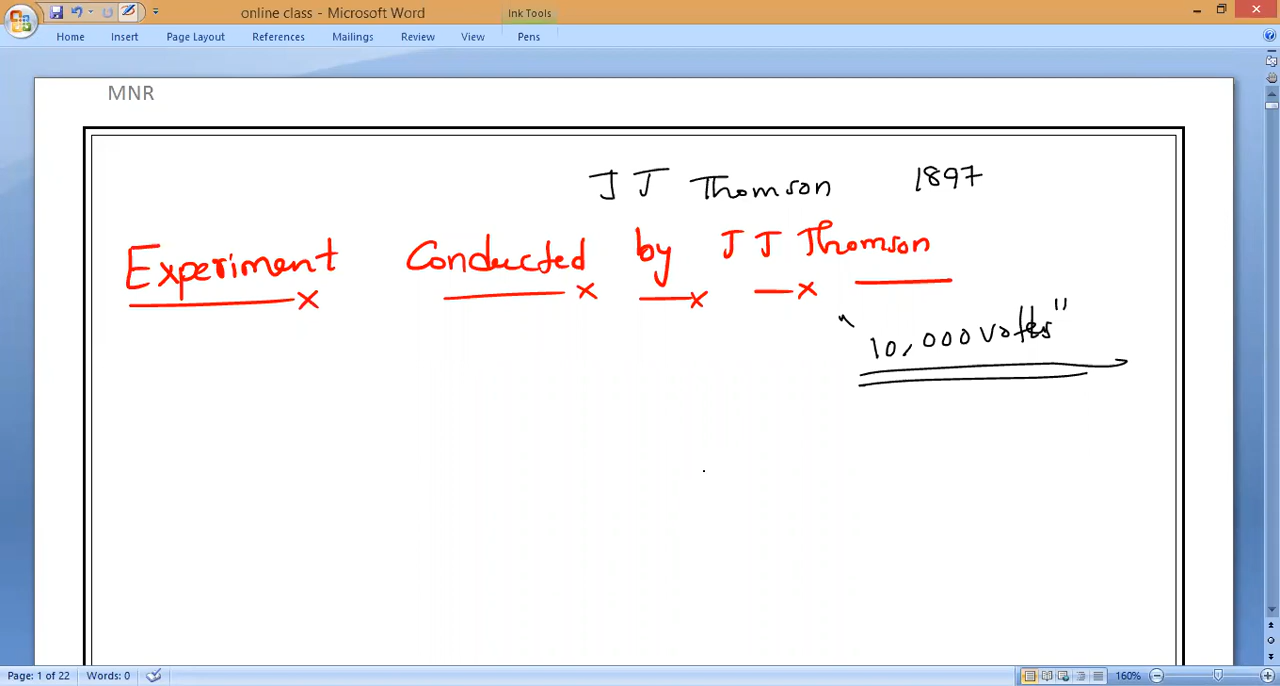 online class - Microsoft Word
Ink Tools
Home Insert Page Layout References Mailings Review View Pens
MNR
J J Thomson 1897
Experiment Conducted by J J Thomson
"10,000 volts"
Page: 1 of 22 Words: 0 160%